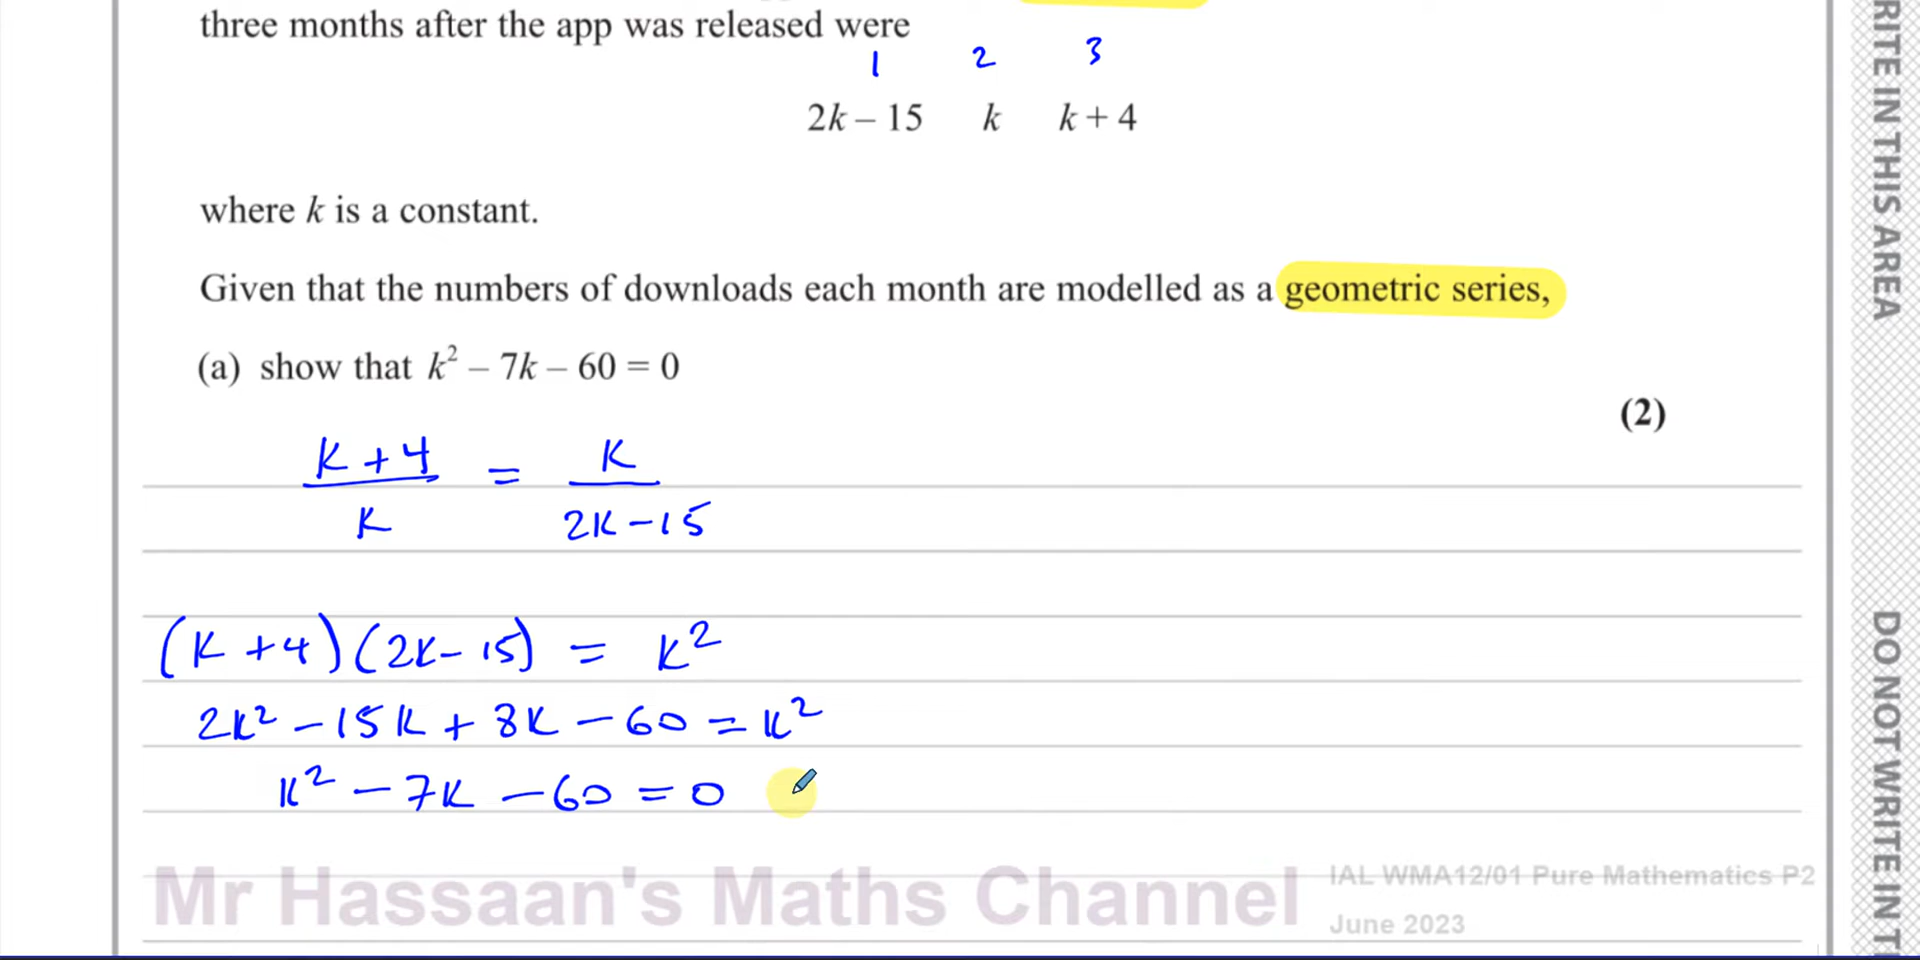 three months after the app was released were
1 2 3
2k – 15 k k + 4
where k is a constant.
Given that the numbers of downloads each month are modelled as a geometric series,
(a) show that k² – 7k – 60 = 0
(2)
k + 4 / k = k / 2k – 15
(k + 4)(2k – 15) = k²
2k² – 15k + 8k – 60 = k²
k² – 7k – 60 = 0
Mr Hassaan's Maths Channel
IAL WMA12/01 Pure Mathematics P2
June 2023
RITE IN THIS AREA
DO NOT WRITE IN T